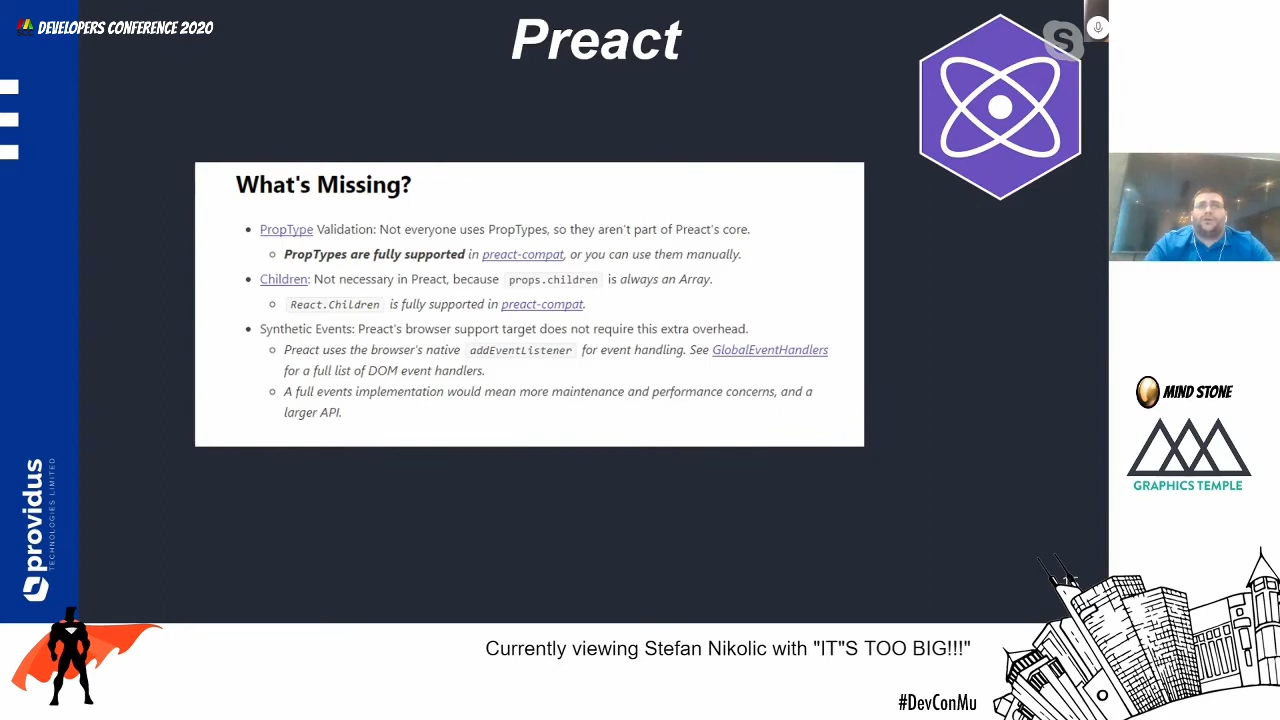 DEVELOPERS CONFERENCE 2020
Preact
S
What's Missing?
PropType Validation: Not everyone uses PropTypes, so they aren't part of Preact's core.
PropTypes are fully supported in preact-compat, or you can use them manually.
Children: Not necessary in Preact, because props.children is always an Array.
React.Children is fully supported in preact-compat.
Synthetic Events: Preact's browser support target does not require this extra overhead.
Preact uses the browser's native addEventListener for event handling. See GlobalEventHandlers
for a full list of DOM event handlers.
A full events implementation would mean more maintenance and performance concerns, and a
larger API.
MIND STONE
GRAPHICS TEMPLE
providus
TECHNOLOGIES LIMITED
Currently viewing Stefan Nikolic with "IT"S TOO BIG!!!"
#DevConMu